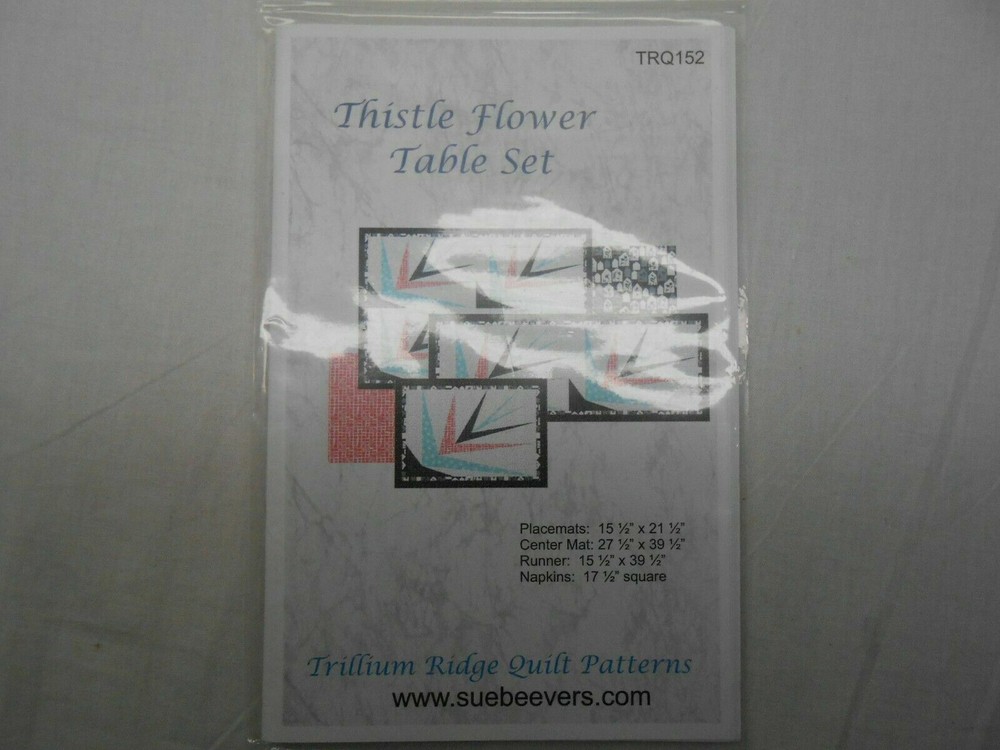 TRQ152
Thistle Flower
Table Set
Placemats: 15 ½" x 21 ½"
Center Mat: 27 ½" x 39 ½"
Runner: 15 ½" x 39 ½"
Napkins: 17 ½" square
Trillium Ridge Quilt Patterns
www.suebeevers.com